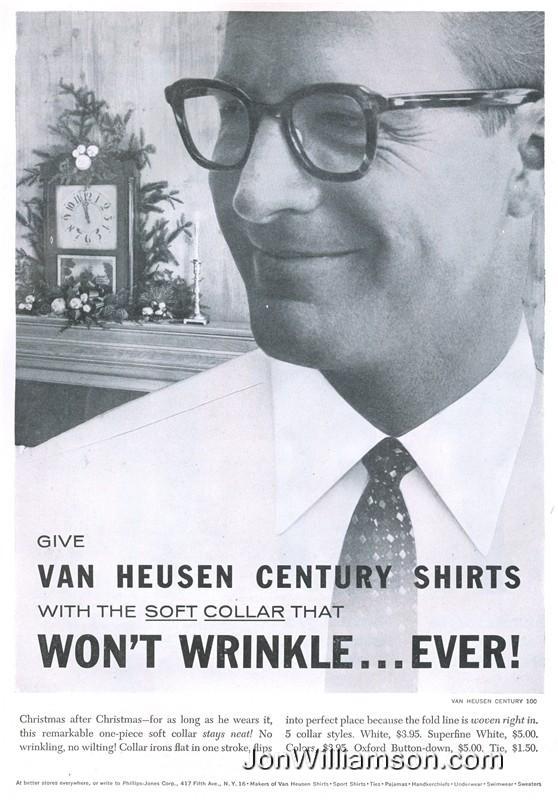 GIVE
VAN HEUSEN CENTURY SHIRTS
WITH THE SOFT COLLAR THAT
WON'T WRINKLE...EVER!
VAN HEUSEN CENTURY 100
Christmas after Christmas—for as long as he wears it,
this remarkable one-piece soft collar stays neat! No
wrinkling, no wilting! Collar irons flat in one stroke, flips
into perfect place because the fold line is woven right in.
5 collar styles. White, $3.95. Superfine White, $5.00.
Colors, $3.95. Oxford Button-down, $5.00. Tie, $1.50.
JonWilliamson.com
At better stores everywhere, or write to Phillips-Jones Corp., 417 Fifth Ave., N. Y. 16 • Makers of Van Heusen Shirts • Sport Shirts • Ties • Pajamas • Handkerchiefs • Underwear • Swimwear • Sweaters